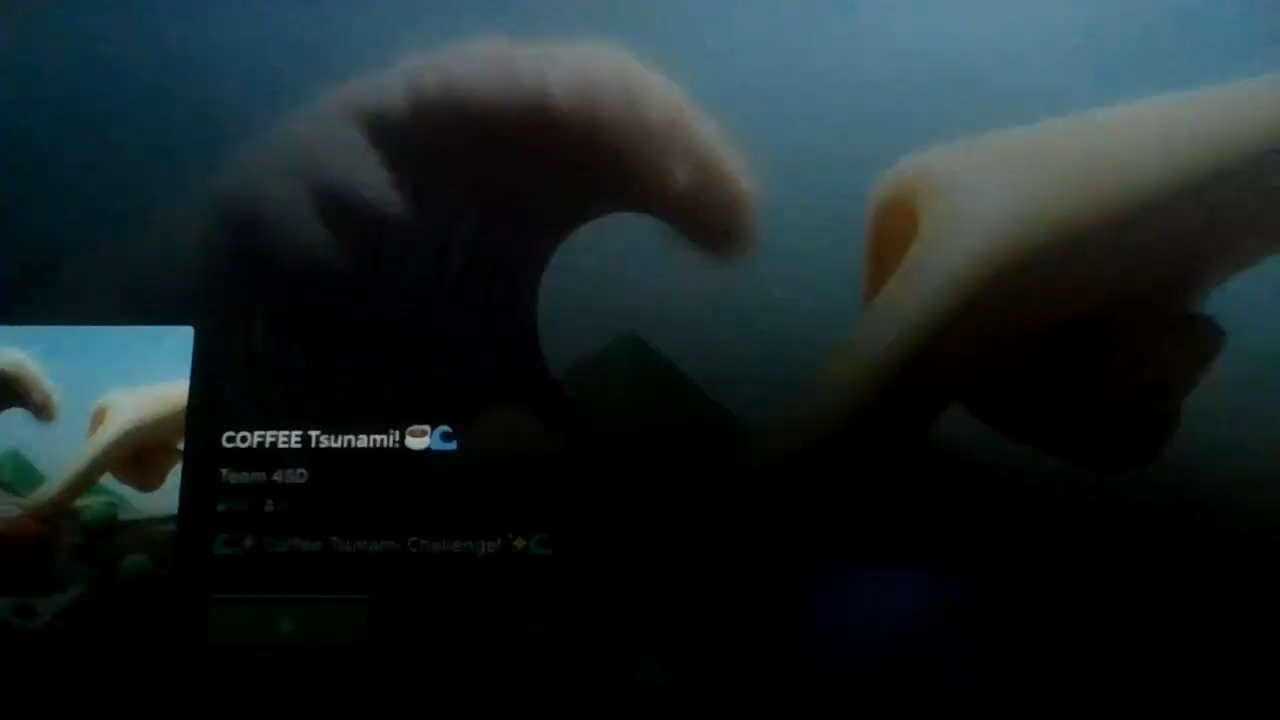 COFFEE Tsunami!☕🌊
Team 4SD
🌊✨ Coffee Tsunami Challenge! ✨🌊